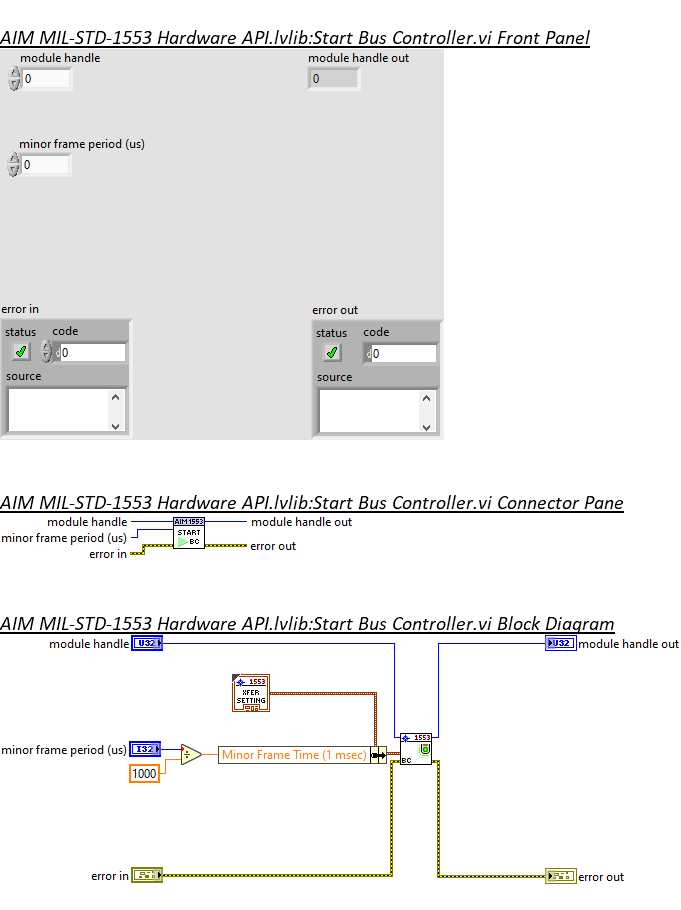 AIM MIL-STD-1553 Hardware API.lvlib:Start Bus Controller.vi Front Panel
module handle
0
module handle out
0
minor frame period (us)
0
error in
status
code
d0
source
error out
status
code
d0
source
AIM MIL-STD-1553 Hardware API.lvlib:Start Bus Controller.vi Connector Pane
module handle
minor frame period (us)
error in
AIM1553
START
BC
module handle out
error out
AIM MIL-STD-1553 Hardware API.lvlib:Start Bus Controller.vi Block Diagram
module handle
U32
U32
module handle out
1553
XFER
SETTING
minor frame period (us)
I32
1000
÷
Minor Frame Time (1 msec)
1553
BC
error in
error out